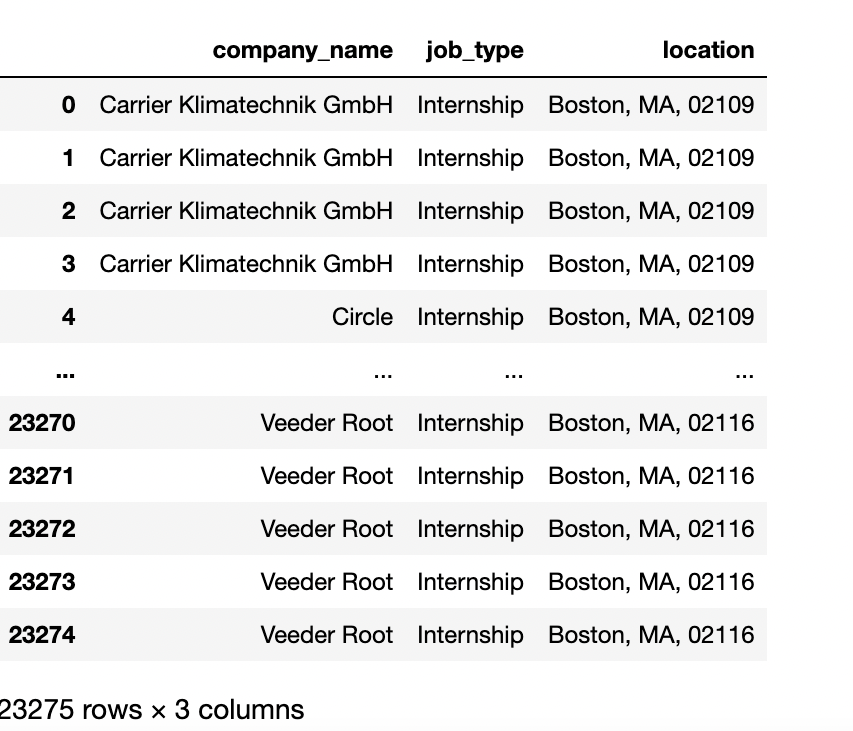 company_name job_type location
0 Carrier Klimatechnik GmbH Internship Boston, MA, 02109
1 Carrier Klimatechnik GmbH Internship Boston, MA, 02109
2 Carrier Klimatechnik GmbH Internship Boston, MA, 02109
3 Carrier Klimatechnik GmbH Internship Boston, MA, 02109
4 Circle Internship Boston, MA, 02109
... ... ... ...
23270 Veeder Root Internship Boston, MA, 02116
23271 Veeder Root Internship Boston, MA, 02116
23272 Veeder Root Internship Boston, MA, 02116
23273 Veeder Root Internship Boston, MA, 02116
23274 Veeder Root Internship Boston, MA, 02116
23275 rows × 3 columns